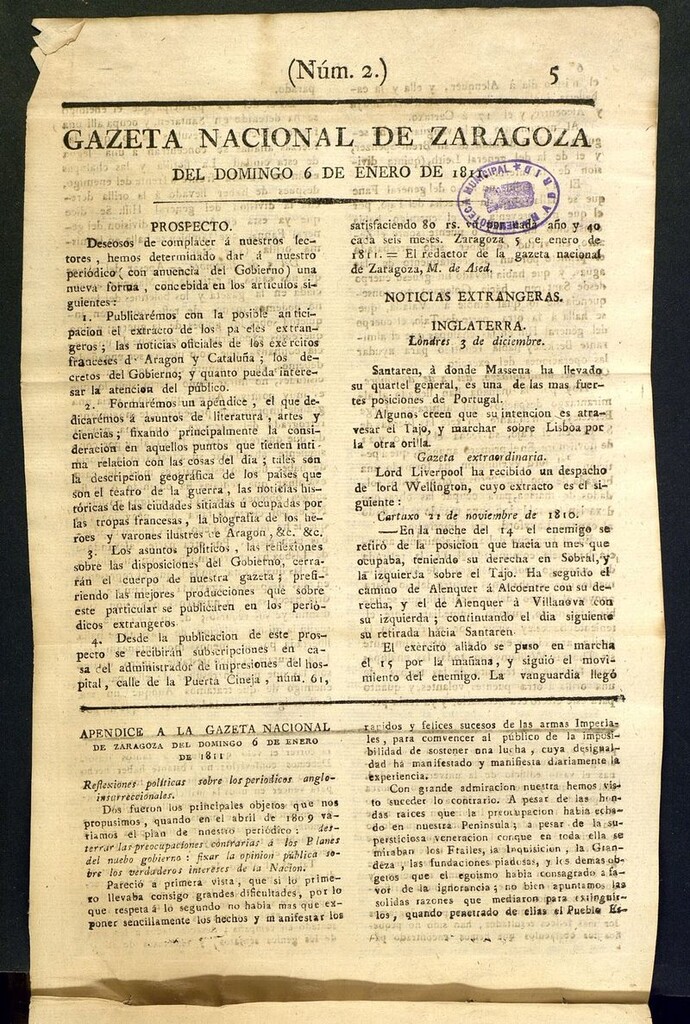 (Núm. 2.)
5
GAZETA NACIONAL DE ZARAGOZA
DEL DOMINGO 6 DE ENERO DE 1811.
HEMEROTECA MUNICIPAL ★ MADRID
PROSPECTO.
Deseosos de complacer á nuestros lec-
tores, hemos determinado dar á nuestro
periódico (con anuencia del Gobierno) una
nueva forma, concebida en los artículos si-
guientes:
1. Publicarémos con la posible antici-
pacion el extracto de los papeles extran-
geros; las noticias oficiales de los exércitos
franceses de Aragon y Cataluña; los de-
cretos del Gobierno; y quanto pueda intere-
sar la atencion del público.
2. Formarémos un apéndice, el que de-
dicarémos á asuntos de literatura, artes y
ciencias; fixando principalmente la consi-
deracion en aquellos puntos que tienen ínti-
ma relacion con las cosas del dia; tales son
la descripcion geográfica de los paises que
son el teatro de la guerra, las noticias his-
tóricas de las ciudades sitiadas ú ocupadas por
las tropas francesas, la biografía de los hé-
roes y varones ilustres de Aragon, &c. &c.
3. Los asuntos políticos, las reflexiones
sobre las disposiciones del Gobierno, cerra-
rán el cuerpo de nuestra gazeta; prefi-
riendo las mejores producciones que sobre
este particular se publicaren en los perió-
dicos extrangeros
4. Desde la publicacion de este pros-
pecto se recibirán subscripciones en ca-
sa del administrador de impresiones del hos-
pital, calle de la Puerta Cineja, núm. 61,
satisfaciendo 80 rs. vn. cada año y 40
cada seis meses. Zaragoza 5 e enero de
1811. = El redactor de la gazeta nacional
de Zaragoza, M. de Ased.
NOTICIAS EXTRANGERAS.
INGLATERRA.
Lóndres 3 de diciembre.
Santaren, á donde Massena ha llevado
su quartel general, es una de las mas fuer-
tes posiciones de Portugal.
Algunos creen que su intencion es atra-
vesar el Tajo, y marchar sobre Lisboa por
la otra orilla.
Gazeta extraordinaria.
Lord Liverpool ha recibido un despacho
de lord Wellington, cuyo extracto es el si-
guiente:
Cartaxo 21 de noviembre de 1810.
—En la noche del 14 el enemigo se
retiró de la posicion que hacia un mes que
ocupaba, teniendo su derecha en Sobral, y
la izquierda sobre el Tajo. Ha seguido el
camino de Alenquer á Alcoentre con su de-
recha, y el de Alenquer á Villanova con
su izquierda; continuando el dia siguiente
su retirada hácia Santaren.
El exército aliado se puso en marcha
el 15 por la mañana, y siguió el movi-
miento del enemigo. La vanguardia llegó
APENDICE A LA GAZETA NACIONAL
DE ZARAGOZA DEL DOMINGO 6 DE ENERO
DE 1811
Reflexiones políticas sobre los periodicos anglo-
insurreccionales.
Dos fueron los principales objetos que nos
propusimos, quando en el abril de 1809 va-
riamos el plan de nuestro periódico: des-
terrar las preocupaciones contrarias á los Planes
del nuebo gobierno: fixar la opinion pública so-
bre los verdaderos intereses de la Nacion.
Pareció á primera vista, que si lo prime-
ro llevaba consigo grandes dificultades, por lo
que respeta á lo segundo no habia mas que ex-
poner sencillamente los hechos y manifestar los
rapidos y felices sucesos de las armas Imperia-
les, para comvencer al público de la imposi-
bilidad de sostener una lucha, cuya desigual-
dad ha manifestado y manifiesta diariamente la
experiencia.
Con grande admiracion nuestra hemos vis-
to suceder lo contrario. A pesar de las hon-
das raices que la preocupacion habia echa-
do en nuestra Peninsula; a pesar de la su-
persticiosa veneracion conque en toda ella se
miraban los Frailes, la Inquisicion, la Gran-
deza, las fundaciones piadosas, y los demas ob-
getos que el egoismo habia consagrado a fa-
vor de la ignorancia; no bien apuntamos las
solidas razones que mediaron para extinguir-
los, quando penetrado de ellas el Pueblo Es-